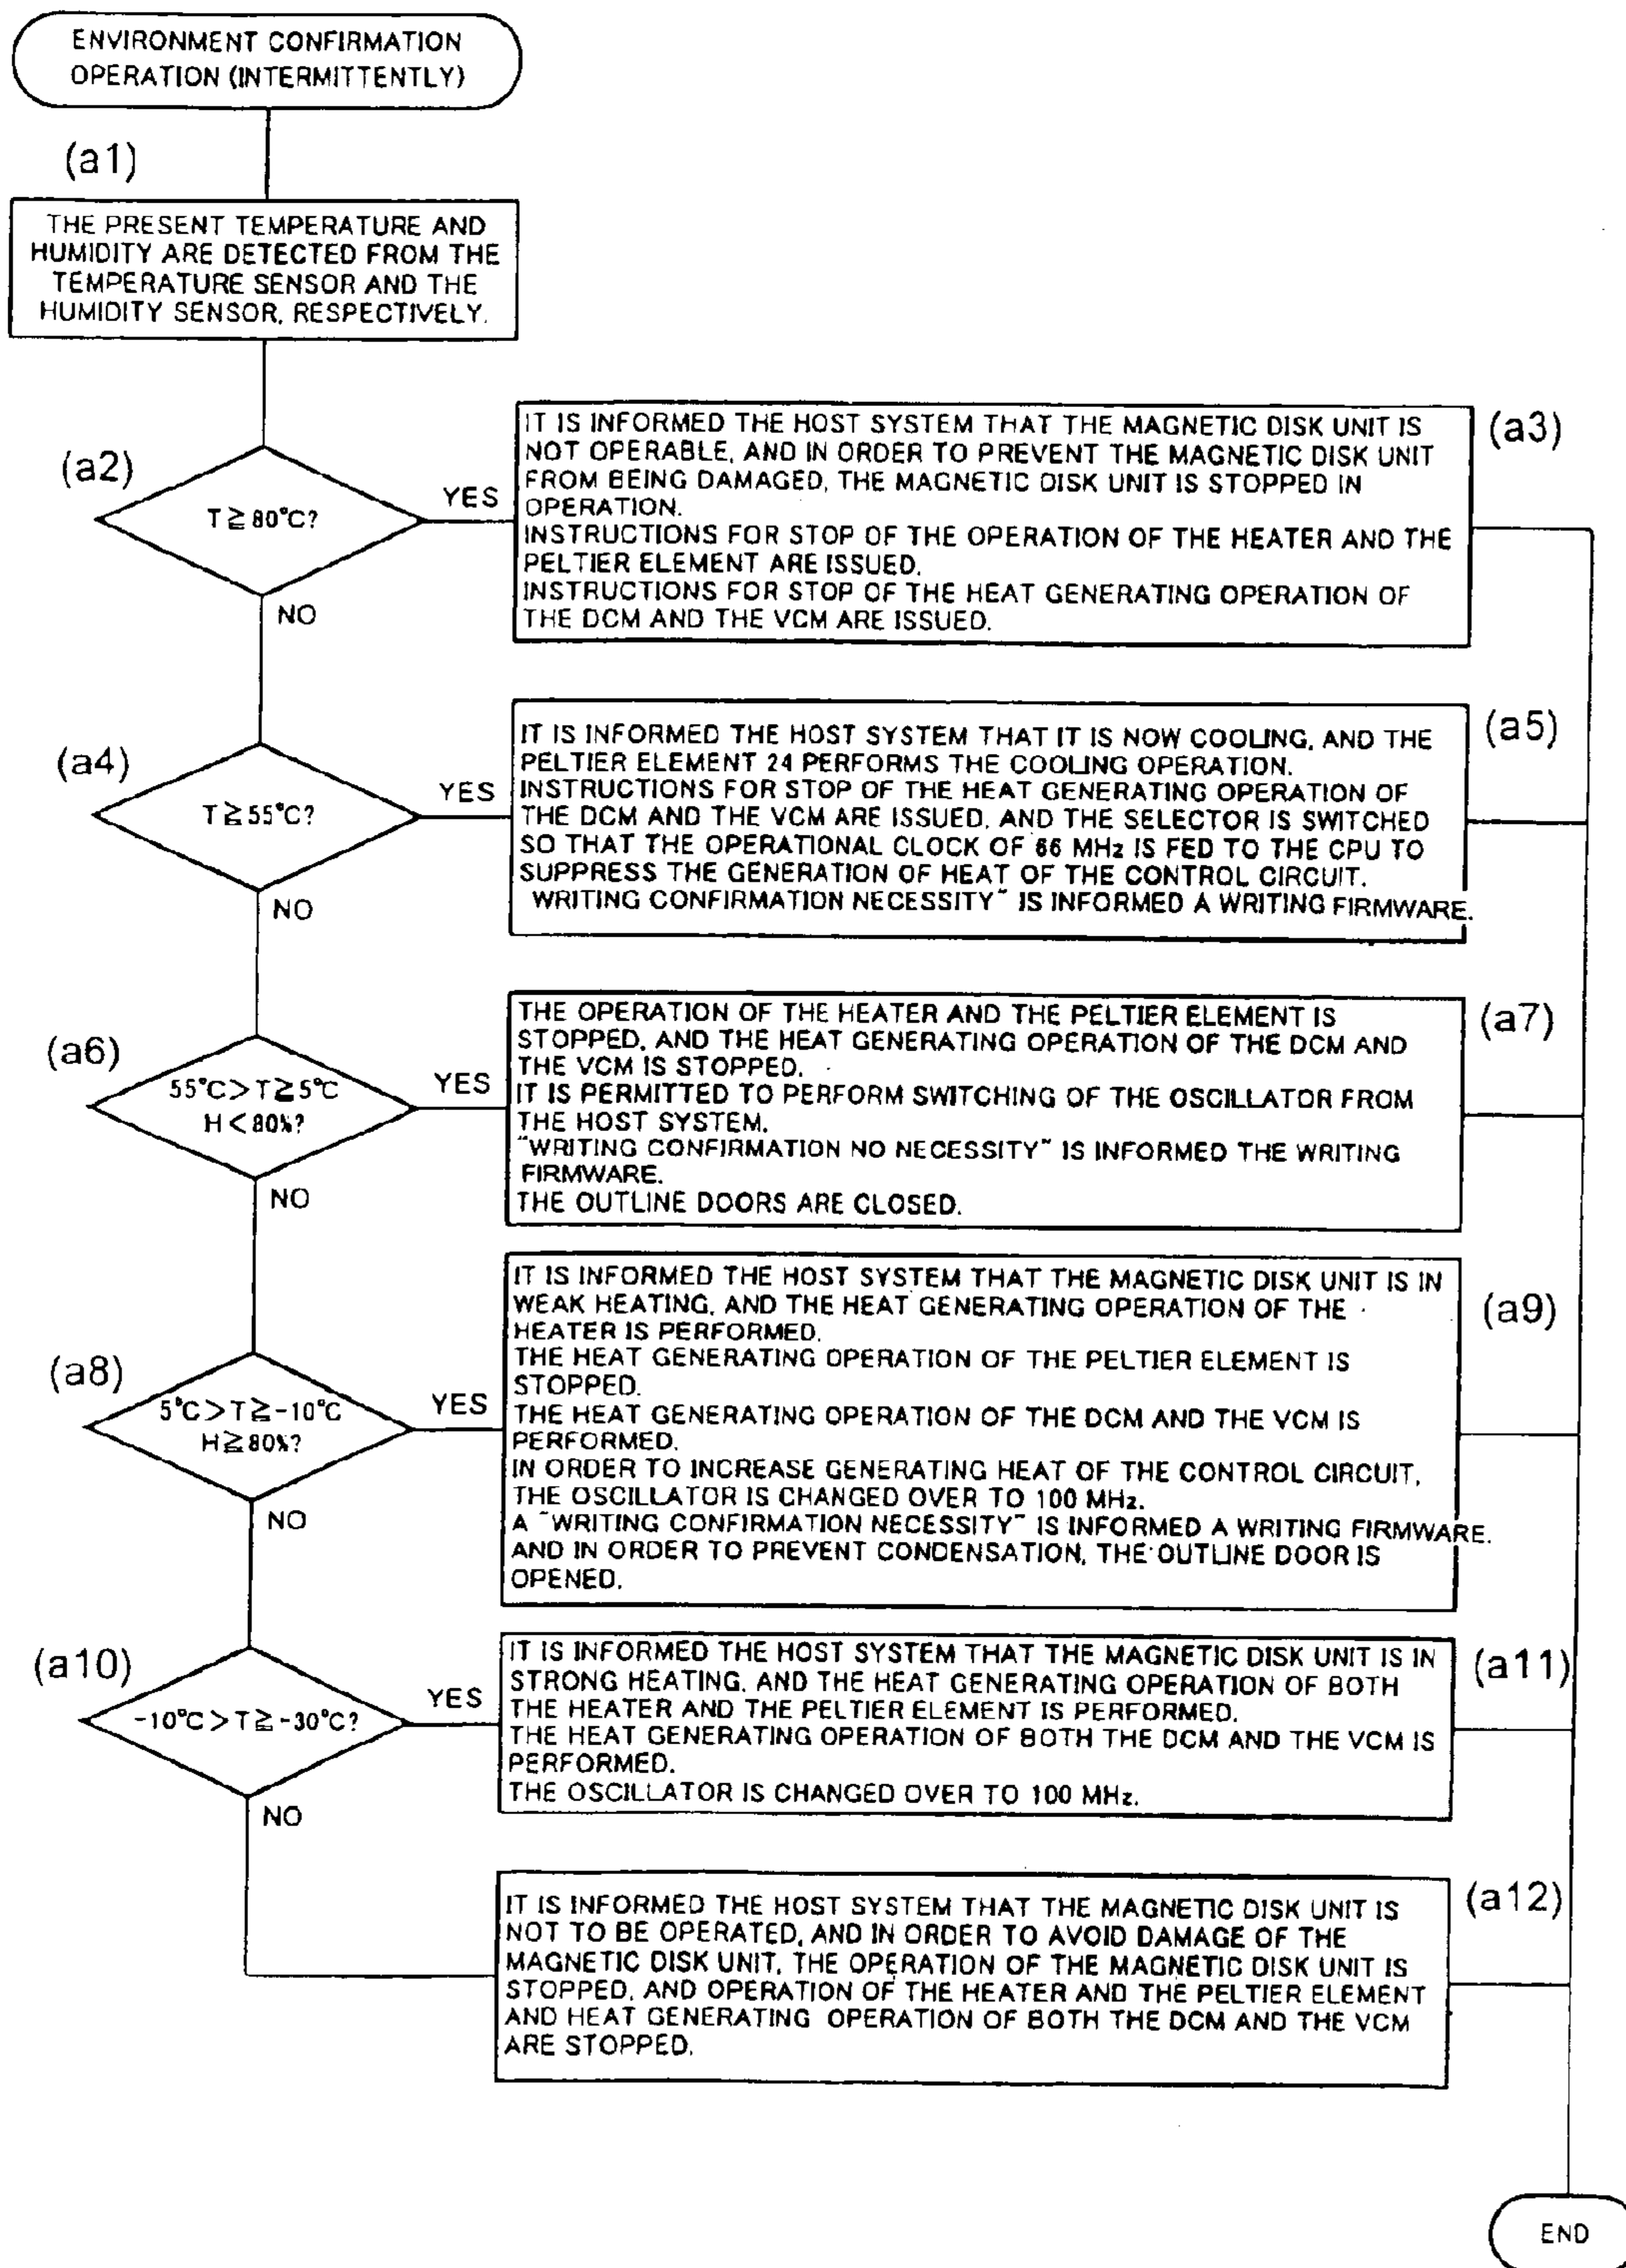 ENVIRONMENT CONFIRMATION
OPERATION (INTERMITTENTLY)
(a1)
THE PRESENT TEMPERATURE AND
HUMIDITY ARE DETECTED FROM THE
TEMPERATURE SENSOR AND THE
HUMIDITY SENSOR, RESPECTIVELY.
(a2)
T≧80°C?
YES
NO
IT IS INFORMED THE HOST SYSTEM THAT THE MAGNETIC DISK UNIT IS
NOT OPERABLE, AND IN ORDER TO PREVENT THE MAGNETIC DISK UNIT
FROM BEING DAMAGED, THE MAGNETIC DISK UNIT IS STOPPED IN
OPERATION.
INSTRUCTIONS FOR STOP OF THE OPERATION OF THE HEATER AND THE
PELTIER ELEMENT ARE ISSUED.
INSTRUCTIONS FOR STOP OF THE HEAT GENERATING OPERATION OF
THE DCM AND THE VCM ARE ISSUED.
(a3)
(a4)
T≧55°C?
YES
NO
IT IS INFORMED THE HOST SYSTEM THAT IT IS NOW COOLING, AND THE
PELTIER ELEMENT 24 PERFORMS THE COOLING OPERATION.
INSTRUCTIONS FOR STOP OF THE HEAT GENERATING OPERATION OF
THE DCM AND THE VCM ARE ISSUED, AND THE SELECTOR IS SWITCHED
SO THAT THE OPERATIONAL CLOCK OF 66 MHz IS FED TO THE CPU TO
SUPPRESS THE GENERATION OF HEAT OF THE CONTROL CIRCUIT.
WRITING CONFIRMATION NECESSITY" IS INFORMED A WRITING FIRMWARE.
(a5)
(a6)
55°C>T≧5°C
H<80%?
YES
NO
THE OPERATION OF THE HEATER AND THE PELTIER ELEMENT IS
STOPPED, AND THE HEAT GENERATING OPERATION OF THE DCM AND
THE VCM IS STOPPED.
IT IS PERMITTED TO PERFORM SWITCHING OF THE OSCILLATOR FROM
THE HOST SYSTEM.
"WRITING CONFIRMATION NO NECESSITY" IS INFORMED THE WRITING
FIRMWARE.
THE OUTLINE DOORS ARE CLOSED.
(a7)
(a8)
5°C>T≧-10°C
H≧80%?
YES
NO
IT IS INFORMED THE HOST SYSTEM THAT THE MAGNETIC DISK UNIT IS IN
WEAK HEATING, AND THE HEAT GENERATING OPERATION OF THE
HEATER IS PERFORMED.
THE HEAT GENERATING OPERATION OF THE PELTIER ELEMENT IS
STOPPED.
THE HEAT GENERATING OPERATION OF THE DCM AND THE VCM IS
PERFORMED.
IN ORDER TO INCREASE GENERATING HEAT OF THE CONTROL CIRCUIT,
THE OSCILLATOR IS CHANGED OVER TO 100 MHz.
A "WRITING CONFIRMATION NECESSITY" IS INFORMED A WRITING FIRMWARE.
AND IN ORDER TO PREVENT CONDENSATION, THE OUTLINE DOOR IS
OPENED.
(a9)
(a10)
-10°C>T≧-30°C?
YES
NO
IT IS INFORMED THE HOST SYSTEM THAT THE MAGNETIC DISK UNIT IS IN
STRONG HEATING, AND THE HEAT GENERATING OPERATION OF BOTH
THE HEATER AND THE PELTIER ELEMENT IS PERFORMED.
THE HEAT GENERATING OPERATION OF BOTH THE DCM AND THE VCM IS
PERFORMED.
THE OSCILLATOR IS CHANGED OVER TO 100 MHz.
(a11)
IT IS INFORMED THE HOST SYSTEM THAT THE MAGNETIC DISK UNIT IS
NOT TO BE OPERATED, AND IN ORDER TO AVOID DAMAGE OF THE
MAGNETIC DISK UNIT, THE OPERATION OF THE MAGNETIC DISK UNIT IS
STOPPED, AND OPERATION OF THE HEATER AND THE PELTIER ELEMENT
AND HEAT GENERATING OPERATION OF BOTH THE DCM AND THE VCM
ARE STOPPED.
(a12)
END